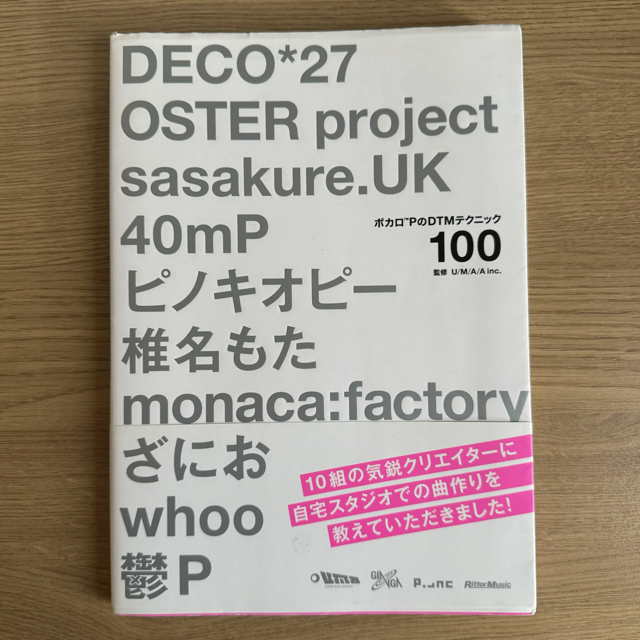 DECO*27
OSTER project
sasakure.UK
40mP
ピノキオピー
椎名もた
monaca:factory
ざにお
whoo
鬱P
ボカロ™PのDTMテクニック
100
監修 U/M/A/A inc.
10組の気鋭クリエイターに
自宅スタジオでの曲作りを
教えていただきました!
GINGA
RittorMusic